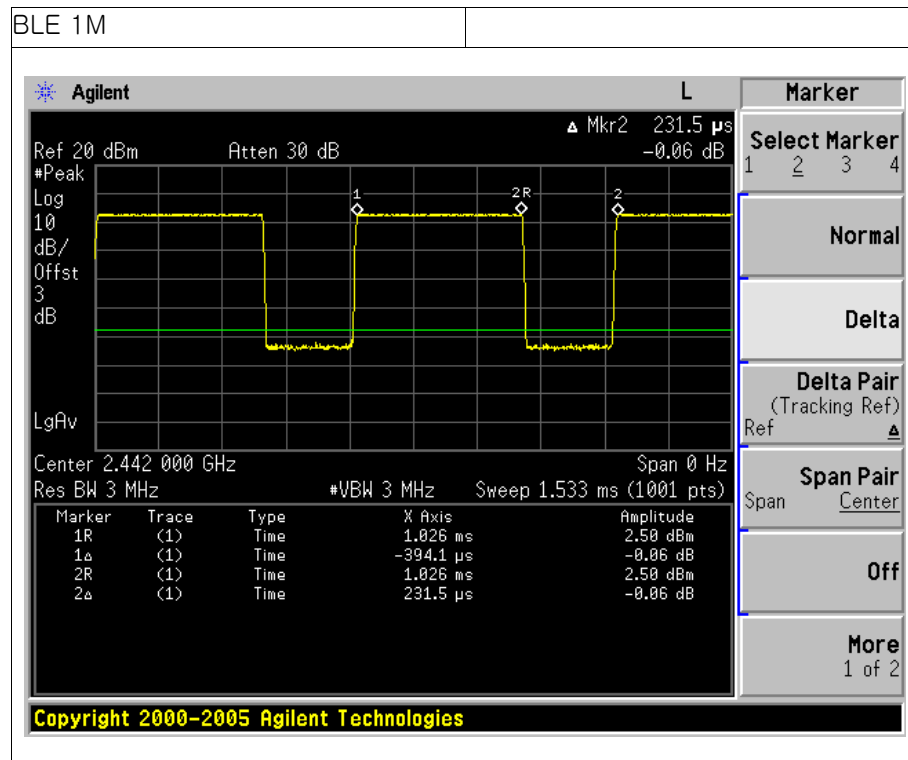 BLE 1M
Agilent L
Δ Mkr2 231.5 µs
Ref 20 dBm Atten 30 dB -0.06 dB
#Peak
Log
10
dB/
Offst
3
dB
1 2R 2
LgAv
Center 2.442 000 GHz Span 0 Hz
Res BW 3 MHz #VBW 3 MHz Sweep 1.533 ms (1001 pts)
Marker Trace Type X Axis Amplitude
1R (1) Time 1.026 ms 2.50 dBm
1Δ (1) Time -394.1 µs -0.06 dB
2R (1) Time 1.026 ms 2.50 dBm
2Δ (1) Time 231.5 µs -0.06 dB
Copyright 2000-2005 Agilent Technologies
Marker
Select Marker
1 2 3 4
Normal
Delta
Delta Pair
(Tracking Ref)
Ref Δ
Span Pair
Span Center
Off
More
1 of 2